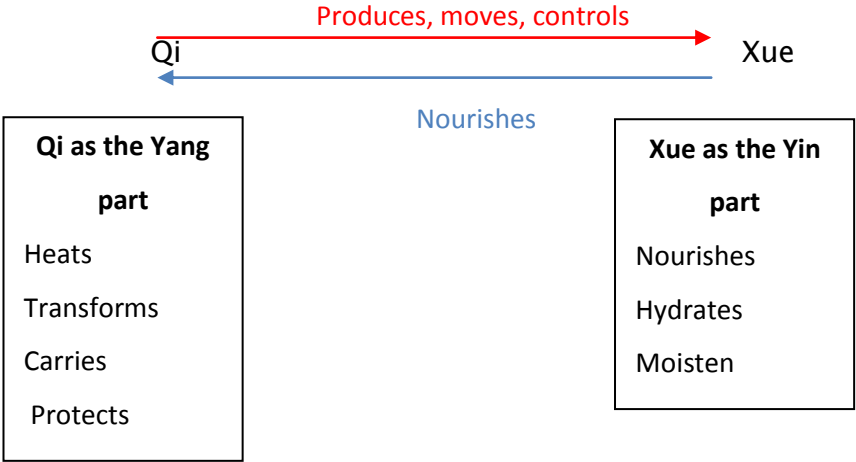 Produces, moves, controls
Qi
Xue
Nourishes
Qi as the Yang
part
Heats
Transforms
Carries
Protects
Xue as the Yin
part
Nourishes
Hydrates
Moisten